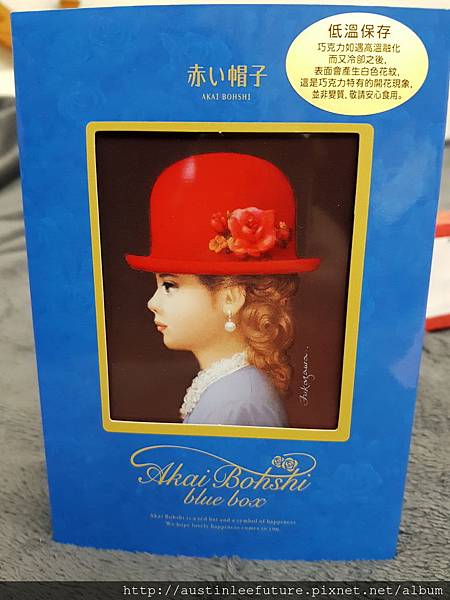 低溫保存
巧克力如遇高溫融化
而又冷卻之後,
表面會產生白色花紋,
這是巧克力特有的開花現象,
並非變質,敬請安心食用。
赤い帽子
AKAI BOHSHI
Fukazawa.
Akai Bohshi
blue box
Akai Bohshi is a red hat and a symbol of happiness
We hope lovely happiness comes to you.
http://austinleefuture.pixnet.net/album